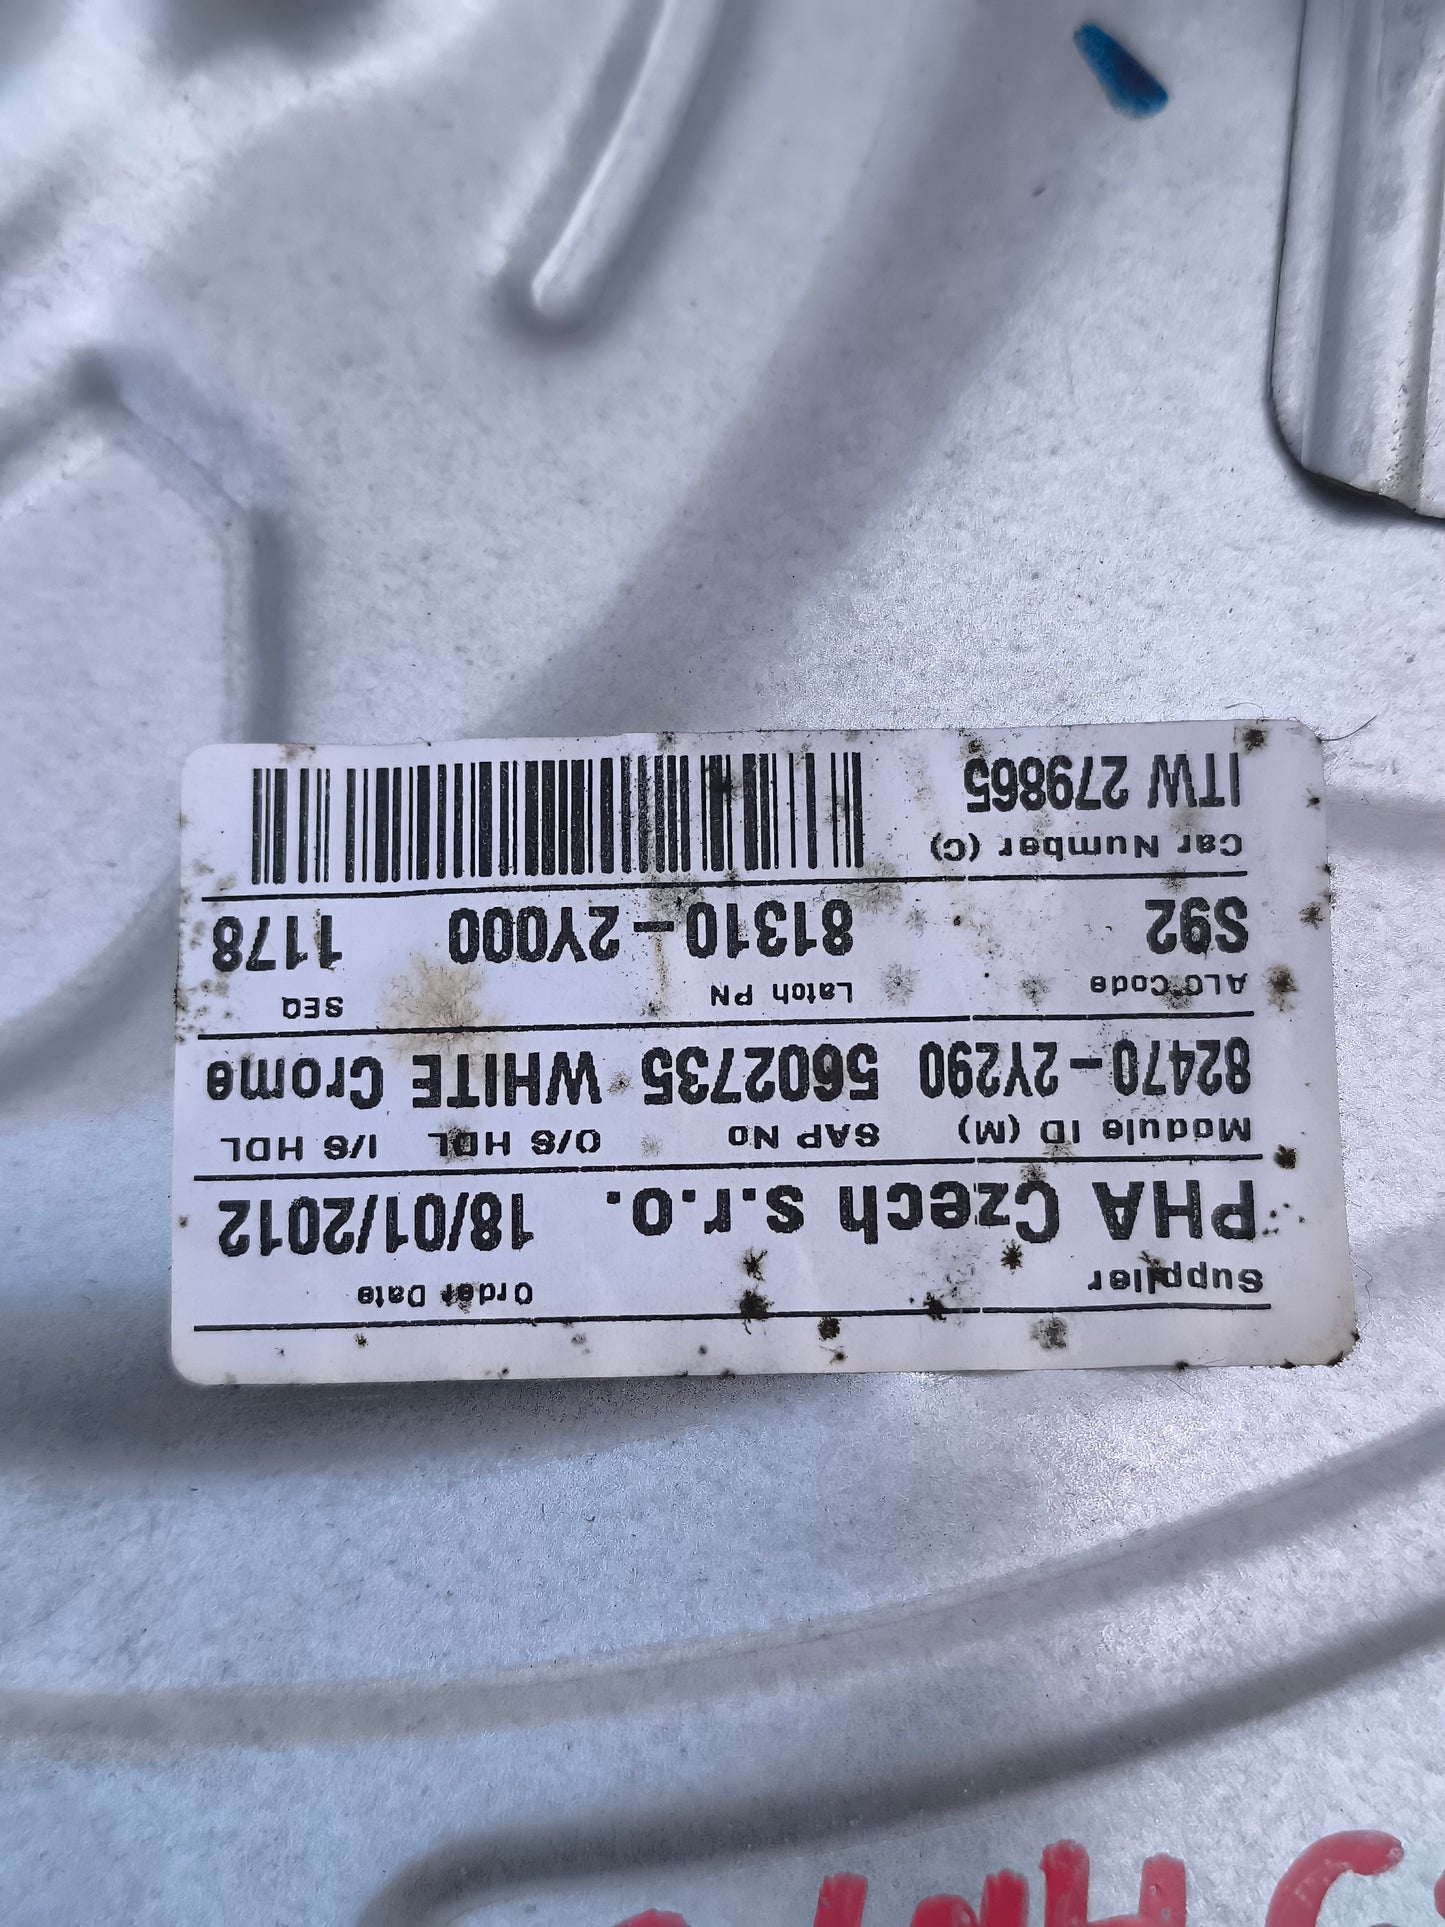 Supplier Order Date
PHA Czech s.r.o. 18/01/2012
Module ID (M) SAP No O/S HDL I/S HDL
82470-2Y290 5602735 WHITE Crome
ALC Code Latch PN SEQ
S92 81310-2Y000 1178
Car Number (C)
ITW 279865